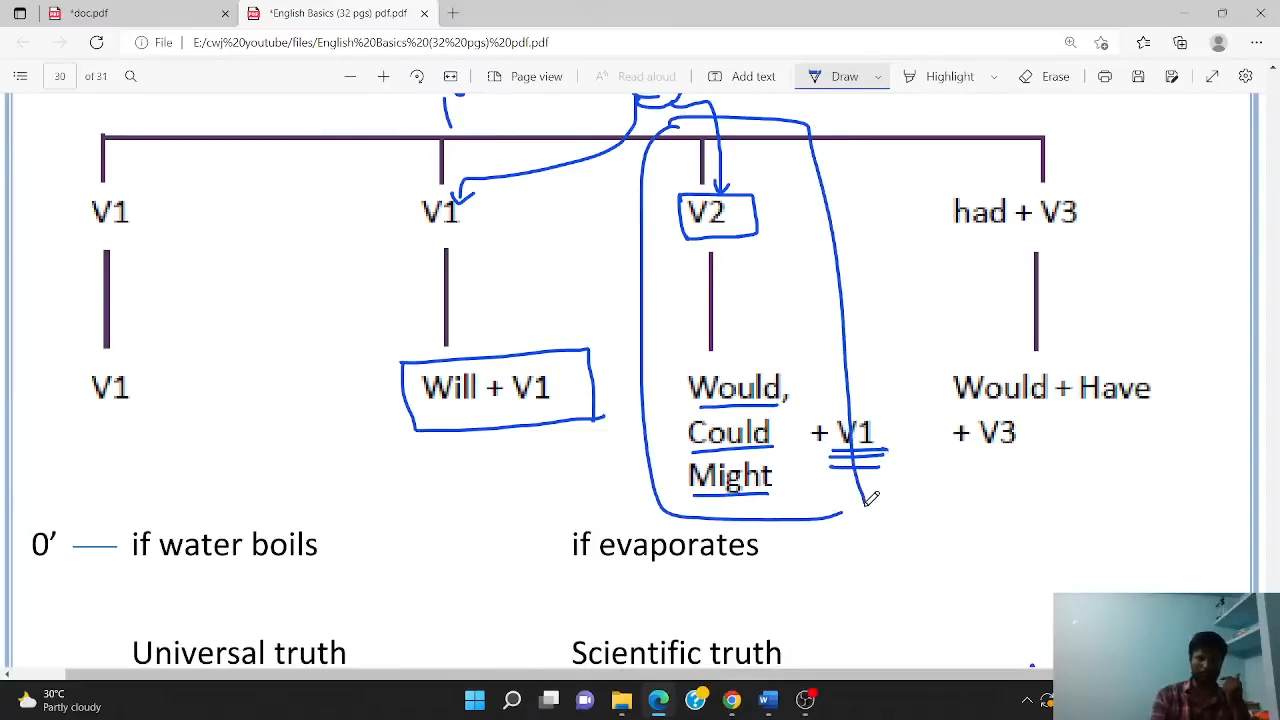 *doc.pdf
*English Basics (32 pgs) pdf.pdf
File
E:/cwj%20youtube/files/English%20Basics%20(32%20pgs)%20pdf.pdf
30 of 31
Page view
Read aloud
Add text
Draw
Highlight
Erase
V1 V1 V2 had + V3
V1 Will + V1 Would, Would + Have
Could + V1 + V3
Might
0' if water boils if evaporates
Universal truth Scientific truth
30°C
Partly cloudy